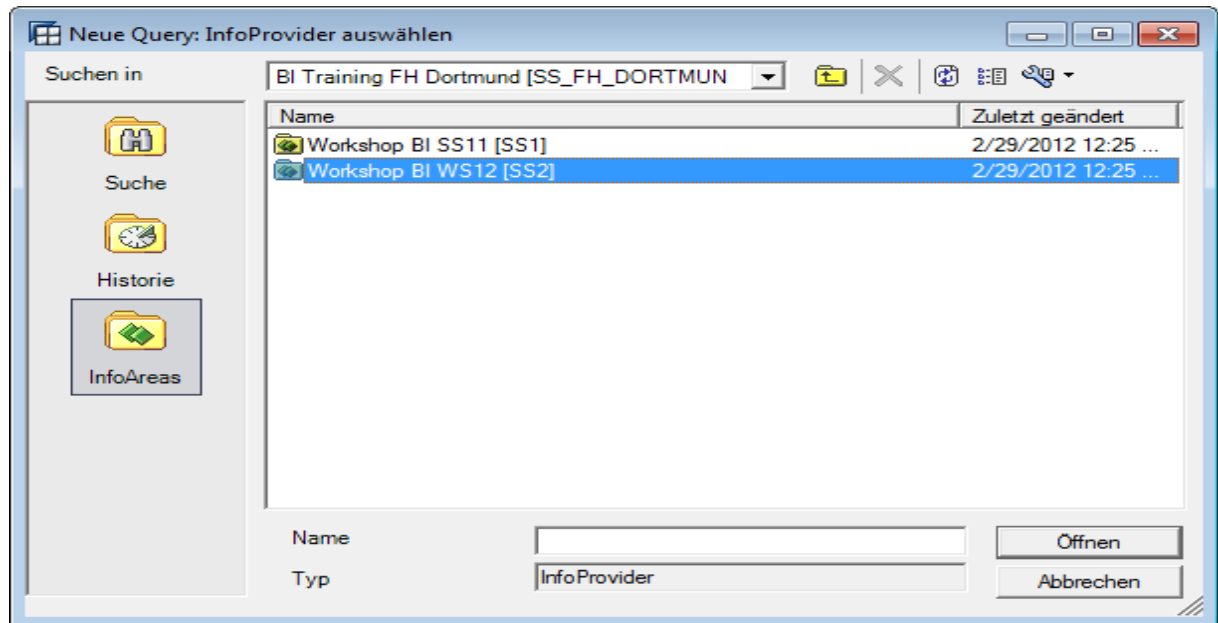 Neue Query: InfoProvider auswählen
Suchen in
BI Training FH Dortmund [SS_FH_DORTMUN
Suche
Historie
InfoAreas
Name Zuletzt geändert
Workshop BI SS11 [SS1] 2/29/2012 12:25 ...
Workshop BI WS12 [SS2] 2/29/2012 12:25 ...
Name
Öffnen
Typ InfoProvider
Abbrechen